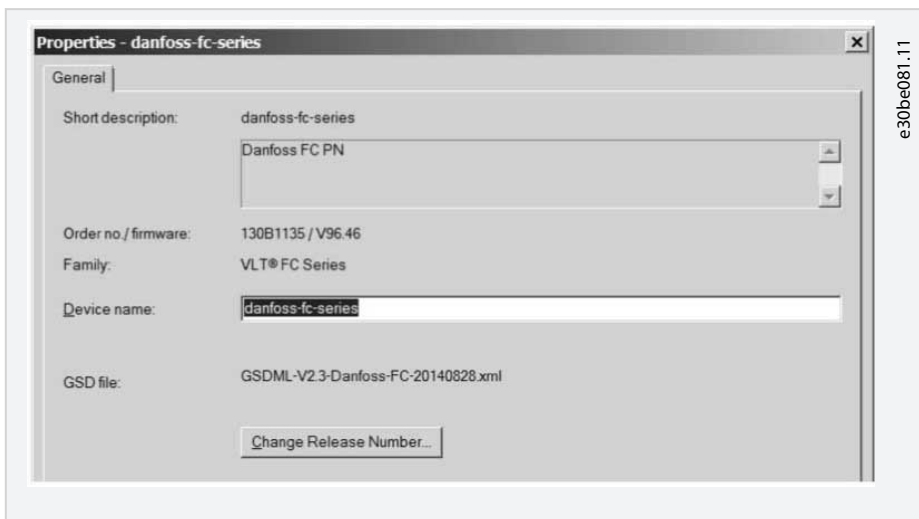 Properties - danfoss-fc-series
General
Short description: danfoss-fc-series
Danfoss FC PN
Order no./ firmware: 130B1135 / V96.46
Family: VLT® FC Series
Device name: danfoss-fc-series
GSD file: GSDML-V2.3-Danfoss-FC-20140828.xml
Change Release Number...
e30be081.11